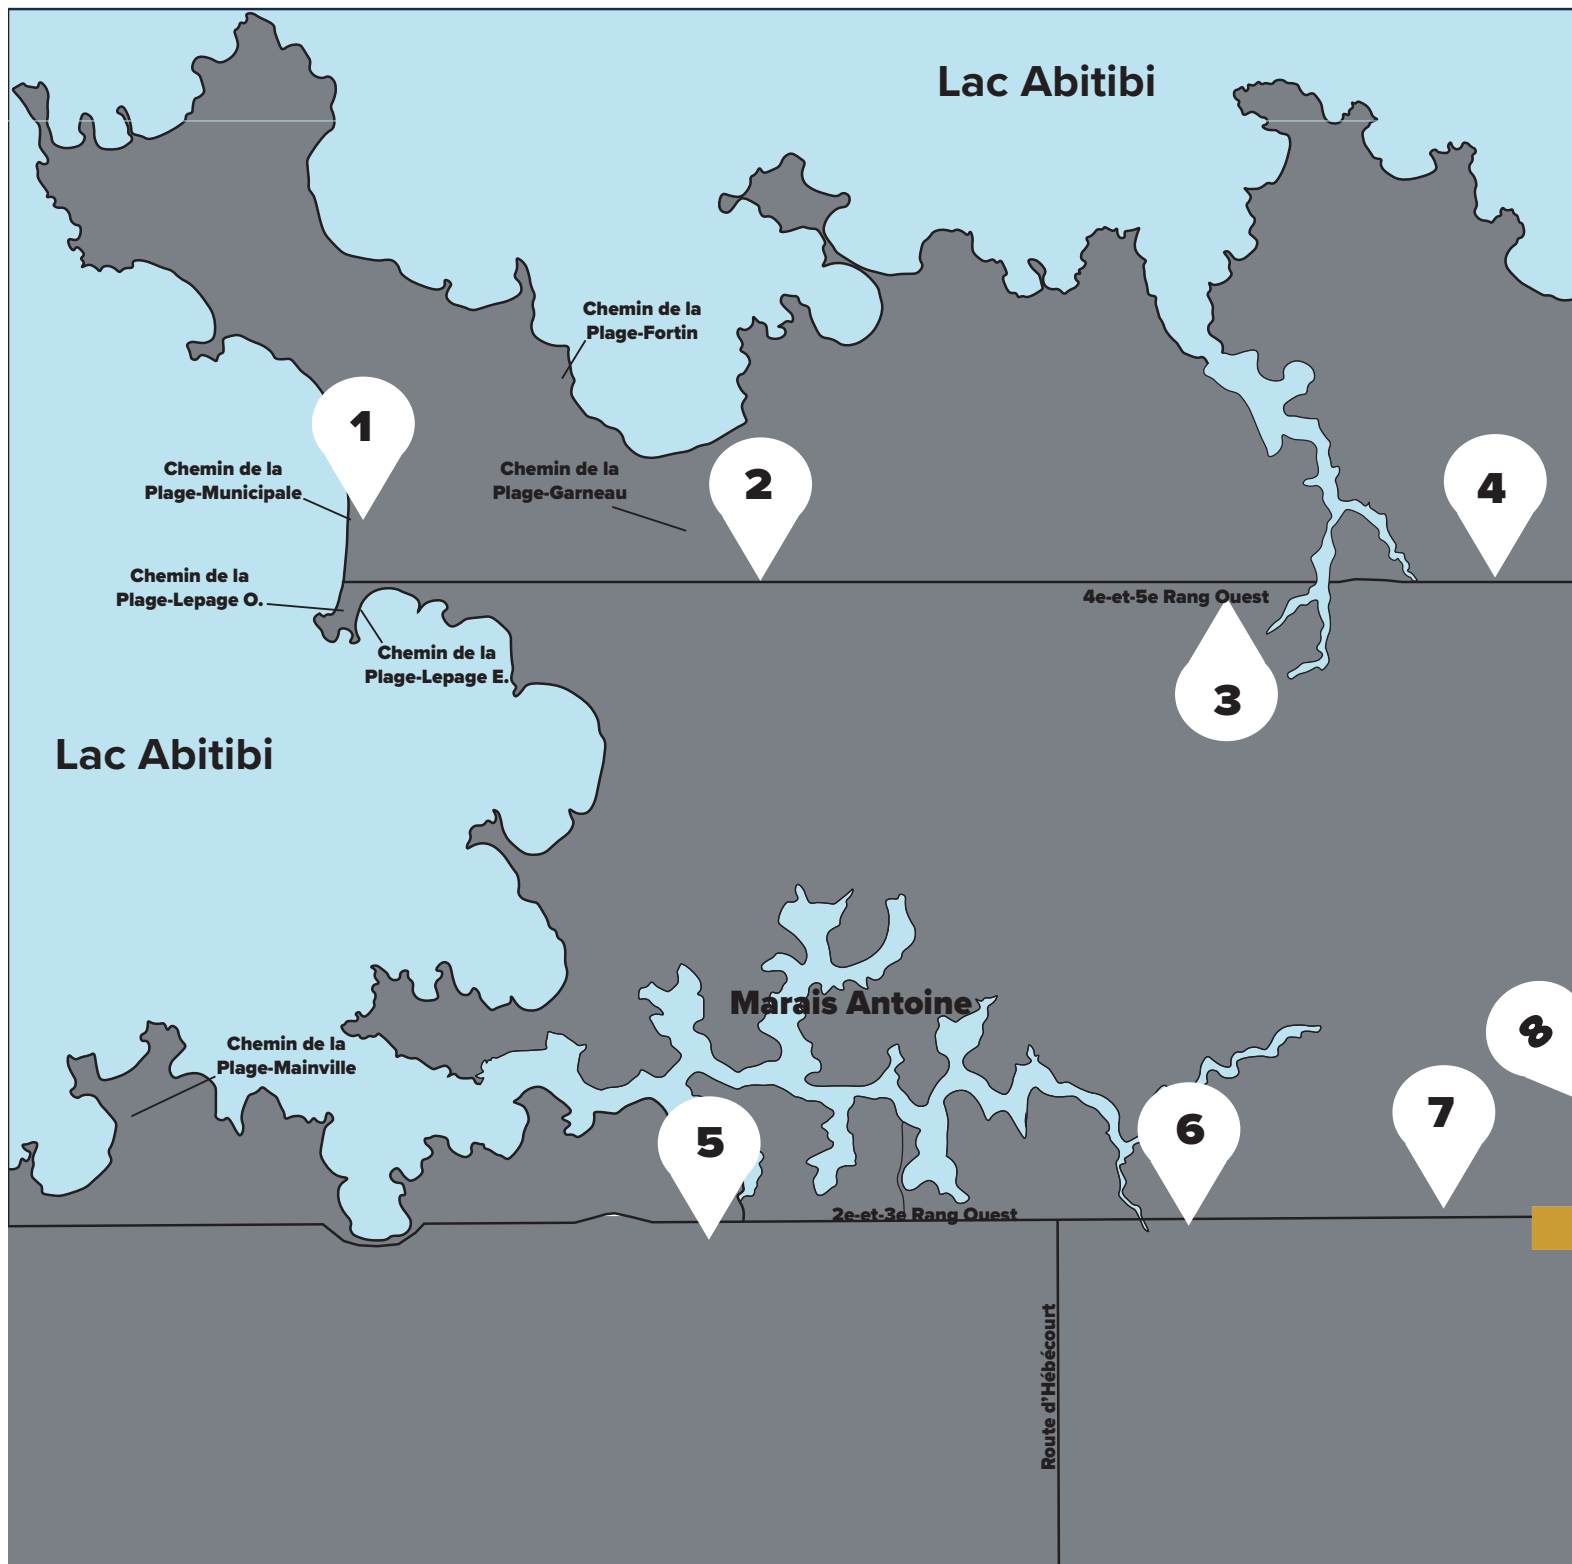 Lac Abitibi
Chemin de la
Plage-Fortin
1
Chemin de la
Plage-Municipale
Chemin de la
Plage-Garneau
2
4
Chemin de la
Plage-Lepage O.
4e-et-5e Rang Ouest
Chemin de la
Plage-Lepage E.
3
Lac Abitibi
Marais Antoine
8
Chemin de la
Plage-Mainville
5
6
7
2e-et-3e Rang Ouest
Route d'Hébécourt